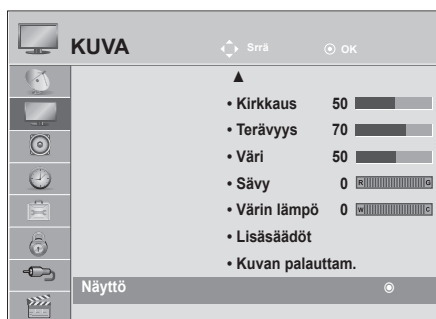 KUVA Srrä OK
• Kirkkaus 50
• Terävyys 70
• Väri 50
• Sävy 0 R G
• Värin lämpö 0 W C
• Lisäsäädöt
• Kuvan palauttam.
Näyttö